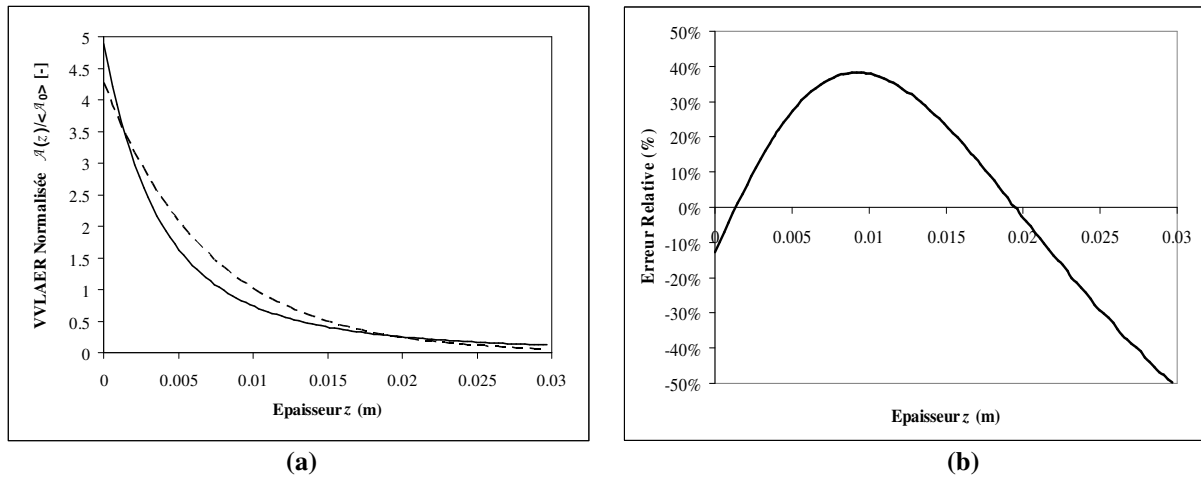 5
4.5
4
3.5
3
2.5
2
1.5
1
0.5
0
0 0.005 0.01 0.015 0.02 0.025 0.03
VVLAER Normalisée 𝒜(z)/<𝒜₀> [-]
Epaisseur z (m)
(a)
50%
40%
30%
20%
10%
0%
-10%
-20%
-30%
-40%
-50%
0 0.005 0.01 0.015 0.02 0.025 0.03
Erreur Relative (%)
Epaisseur z (m)
(b)